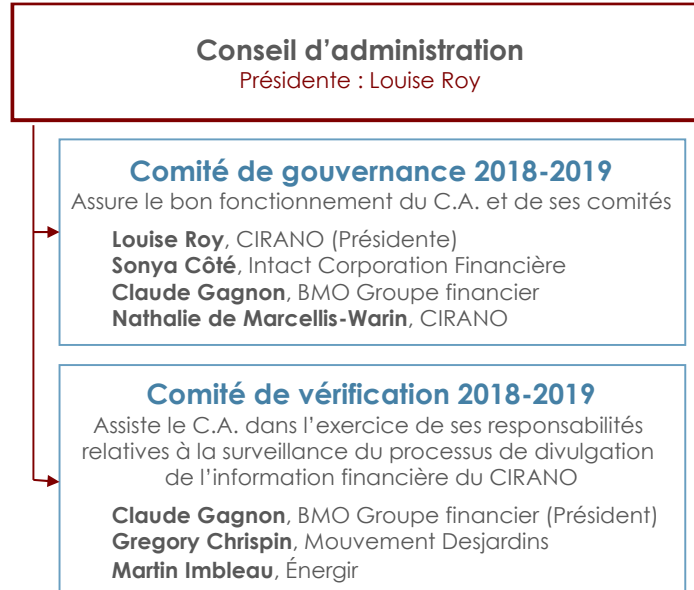 Conseil d’administration
Présidente : Louise Roy
Comité de gouvernance 2018-2019
Assure le bon fonctionnement du C.A. et de ses comités
Louise Roy, CIRANO (Présidente)
Sonya Côté, Intact Corporation Financière
Claude Gagnon, BMO Groupe financier
Nathalie de Marcellis-Warin, CIRANO
Comité de vérification 2018-2019
Assiste le C.A. dans l’exercice de ses responsabilités
relatives à la surveillance du processus de divulgation
de l’information financière du CIRANO
Claude Gagnon, BMO Groupe financier (Président)
Gregory Chrispin, Mouvement Desjardins
Martin Imbleau, Énergir